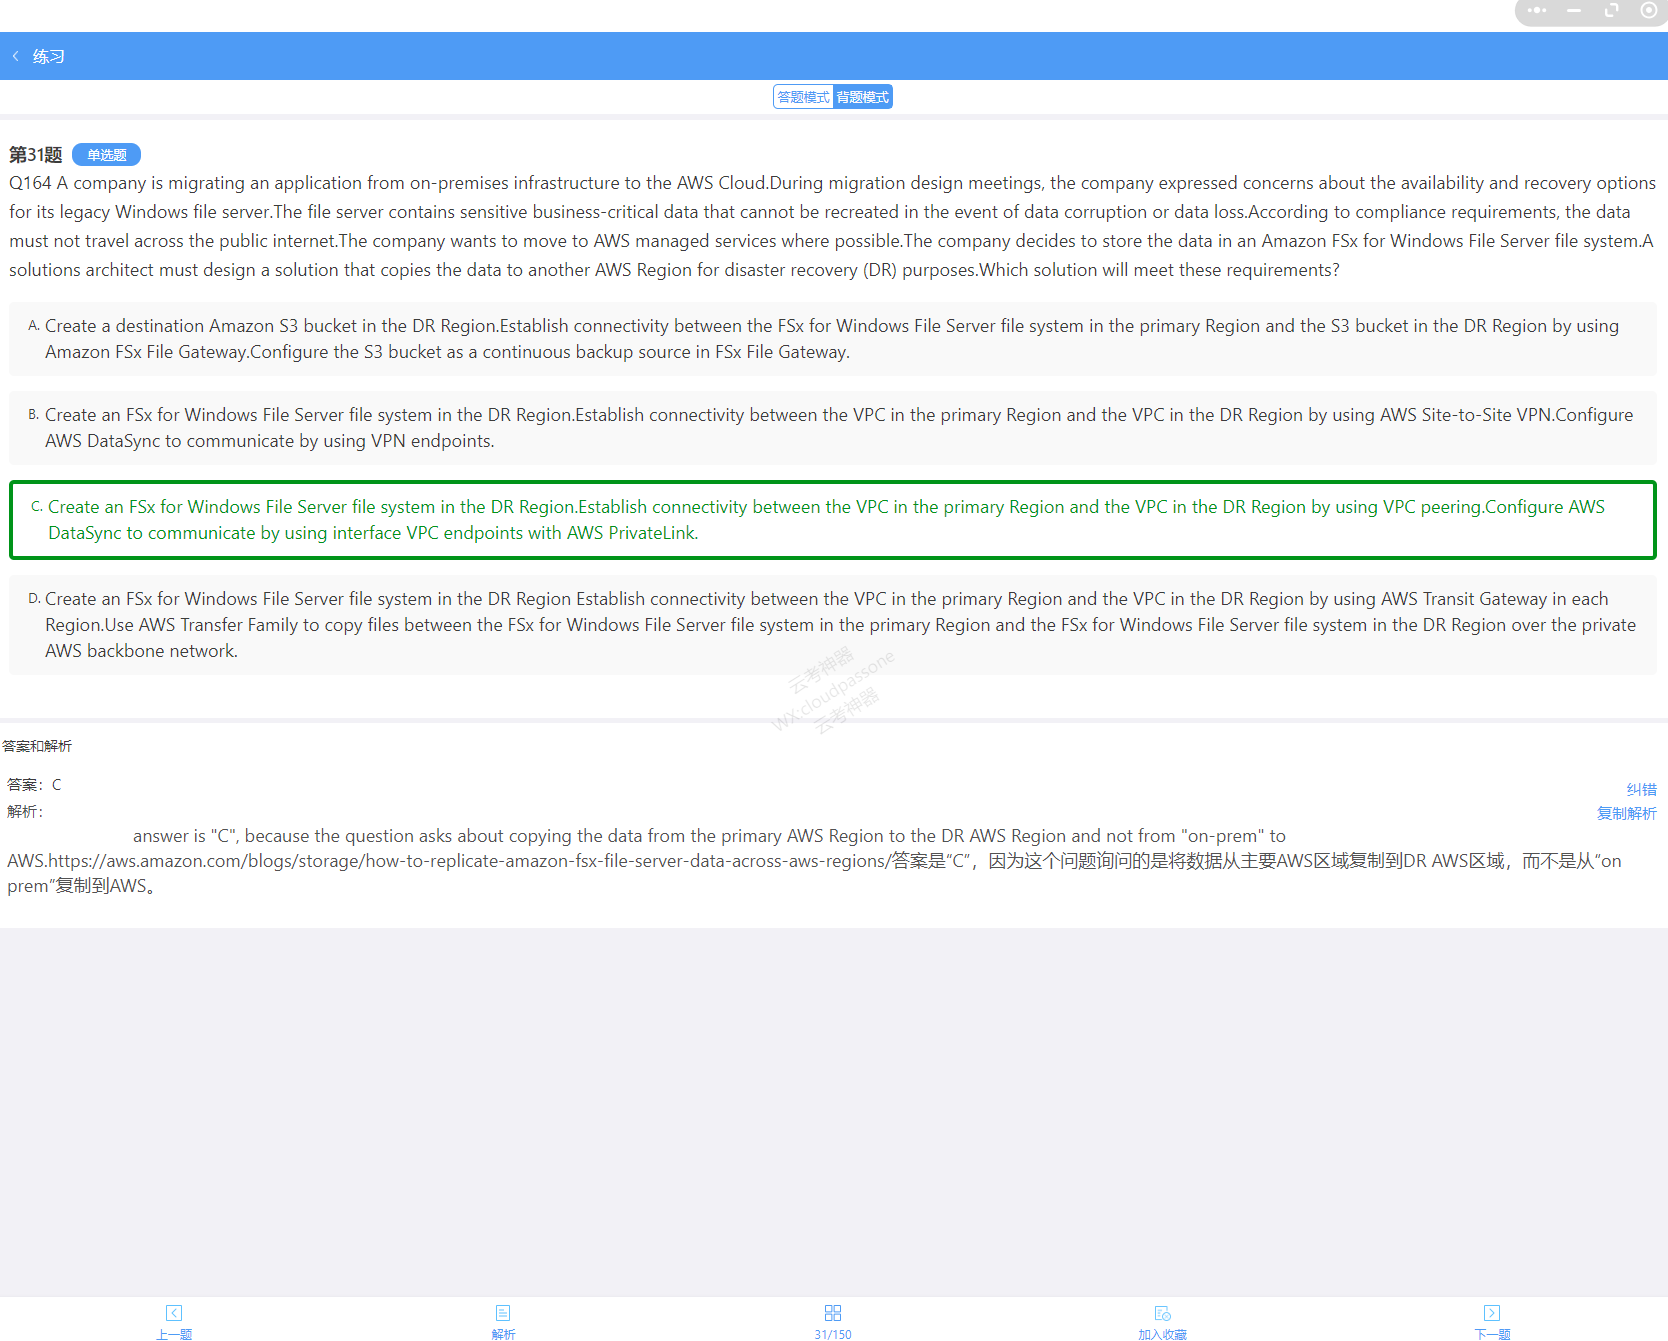 练习
答题模式 背题模式
第31题 单选题
Q164 A company is migrating an application from on-premises infrastructure to the AWS Cloud.During migration design meetings, the company expressed concerns about the availability and recovery options
for its legacy Windows file server.The file server contains sensitive business-critical data that cannot be recreated in the event of data corruption or data loss.According to compliance requirements, the data
must not travel across the public internet.The company wants to move to AWS managed services where possible.The company decides to store the data in an Amazon FSx for Windows File Server file system.A
solutions architect must design a solution that copies the data to another AWS Region for disaster recovery (DR) purposes.Which solution will meet these requirements?
A. Create a destination Amazon S3 bucket in the DR Region.Establish connectivity between the FSx for Windows File Server file system in the primary Region and the S3 bucket in the DR Region by using
Amazon FSx File Gateway.Configure the S3 bucket as a continuous backup source in FSx File Gateway.
B. Create an FSx for Windows File Server file system in the DR Region.Establish connectivity between the VPC in the primary Region and the VPC in the DR Region by using AWS Site-to-Site VPN.Configure
AWS DataSync to communicate by using VPN endpoints.
C. Create an FSx for Windows File Server file system in the DR Region.Establish connectivity between the VPC in the primary Region and the VPC in the DR Region by using VPC peering.Configure AWS
DataSync to communicate by using interface VPC endpoints with AWS PrivateLink.
D. Create an FSx for Windows File Server file system in the DR Region Establish connectivity between the VPC in the primary Region and the VPC in the DR Region by using AWS Transit Gateway in each
Region.Use AWS Transfer Family to copy files between the FSx for Windows File Server file system in the primary Region and the FSx for Windows File Server file system in the DR Region over the private
AWS backbone network.
云考神器
WX:cloudpassone
云考神器
答案和解析
答案：C
纠错
解析：
复制解析
answer is "C", because the question asks about copying the data from the primary AWS Region to the DR AWS Region and not from "on-prem" to
AWS.https://aws.amazon.com/blogs/storage/how-to-replicate-amazon-fsx-file-server-data-across-aws-regions/答案是“C”，因为这个问题询问的是将数据从主要AWS区域复制到DR AWS区域，而不是从“on
prem”复制到AWS。
上一题 解析 31/150 加入收藏 下一题